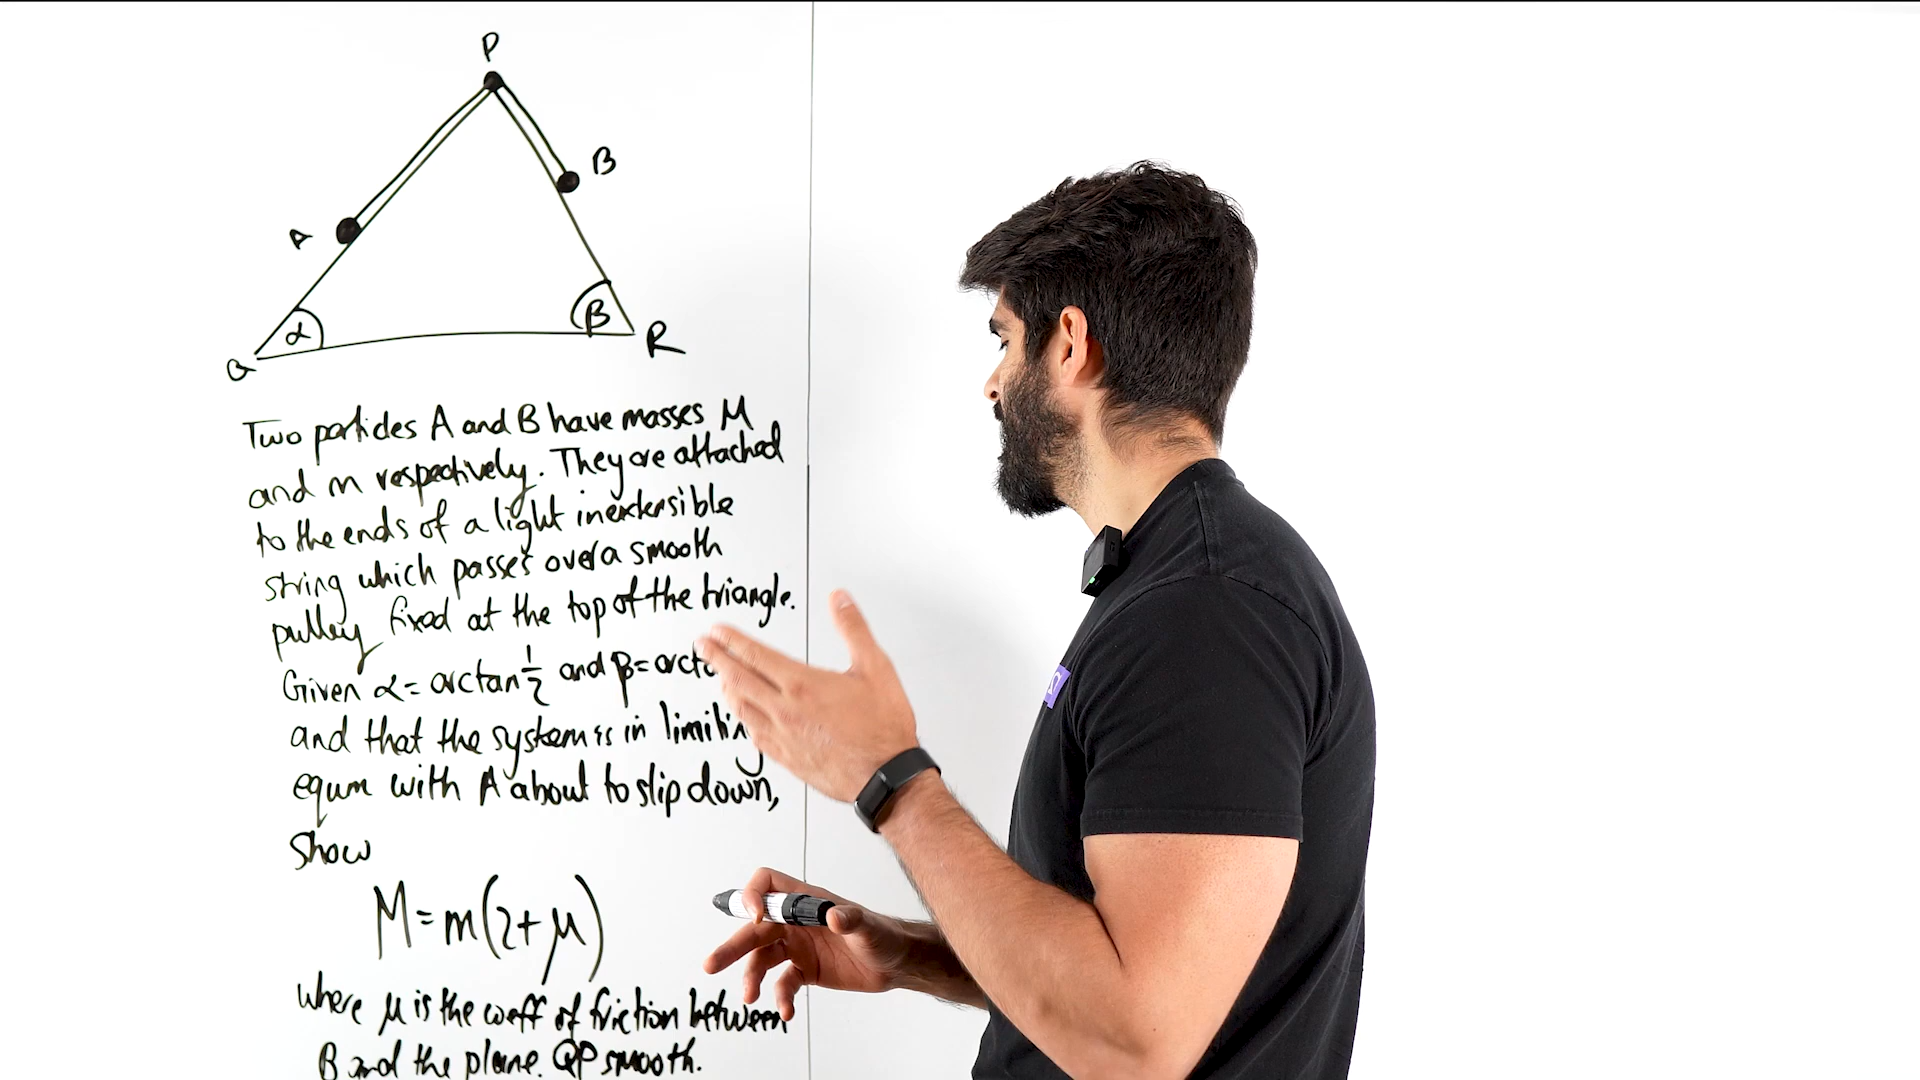 P
B
A
α
β
Q
R
Two particles A and B have masses M
and m respectively. They are attached
to the ends of a light inextensible
string which passes over a smooth
pulley fixed at the top of the triangle.
Given α = arctan 1/2 and β = arct
and that the system is in limiting
eqⁿm with A about to slip down,
show
M = m(2 + μ)
where μ is the coeff of friction between
B and the plane. QP smooth.